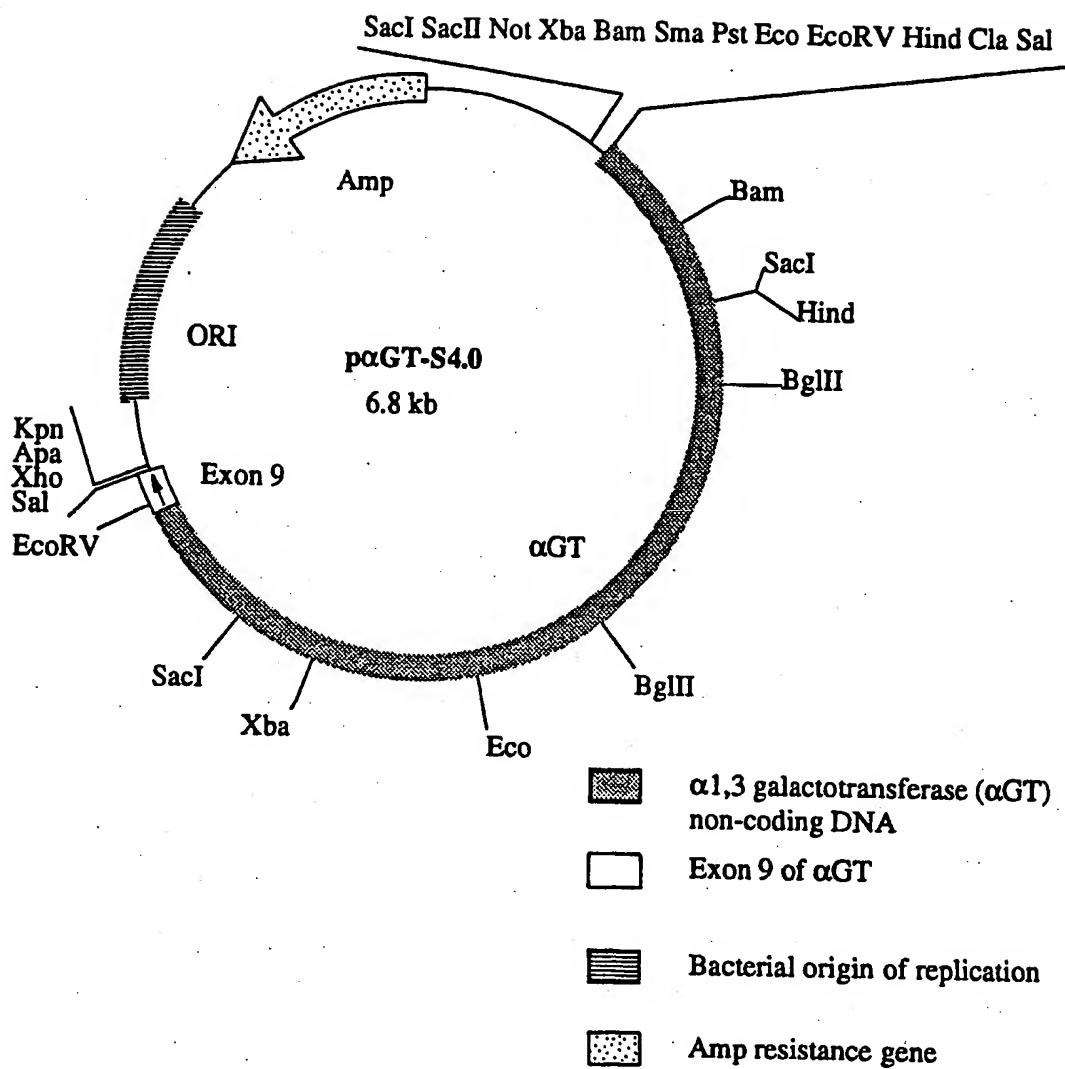 SacI SacII Not Xba Bam Sma Pst Eco EcoRV Hind Cla Sal
Amp
Bam
SacI
Hind
ORI
pαGT-S4.0
6.8 kb
BglII
Kpn
Apa
Xho
Sal
Exon 9
EcoRV
αGT
SacI
BglII
Xba
Eco
α1,3 galactotransferase (αGT)
non-coding DNA
Exon 9 of αGT
Bacterial origin of replication
Amp resistance gene